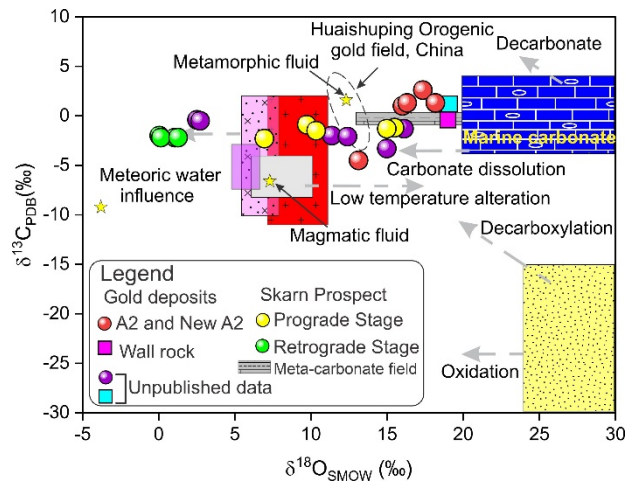 Huaishuping Orogenic
gold field, China
Decarbonate
Metamorphic fluid
Marine carbonate
Meteoric water
influence
Carbonate dissolution
Low temperature alteration
Magmatic fluid
Decarboxylation
Oxidation
Legend
Gold deposits
Skarn Prospect
A2 and New A2
Prograde Stage
Wall rock
Retrograde Stage
Unpublished data
Meta-carbonate field
δ13CPDB(‰)
10
5
0
-5
-10
-15
-20
-25
-30
-5 0 5 10 15 20 25 30
δ18OSMOW (‰)